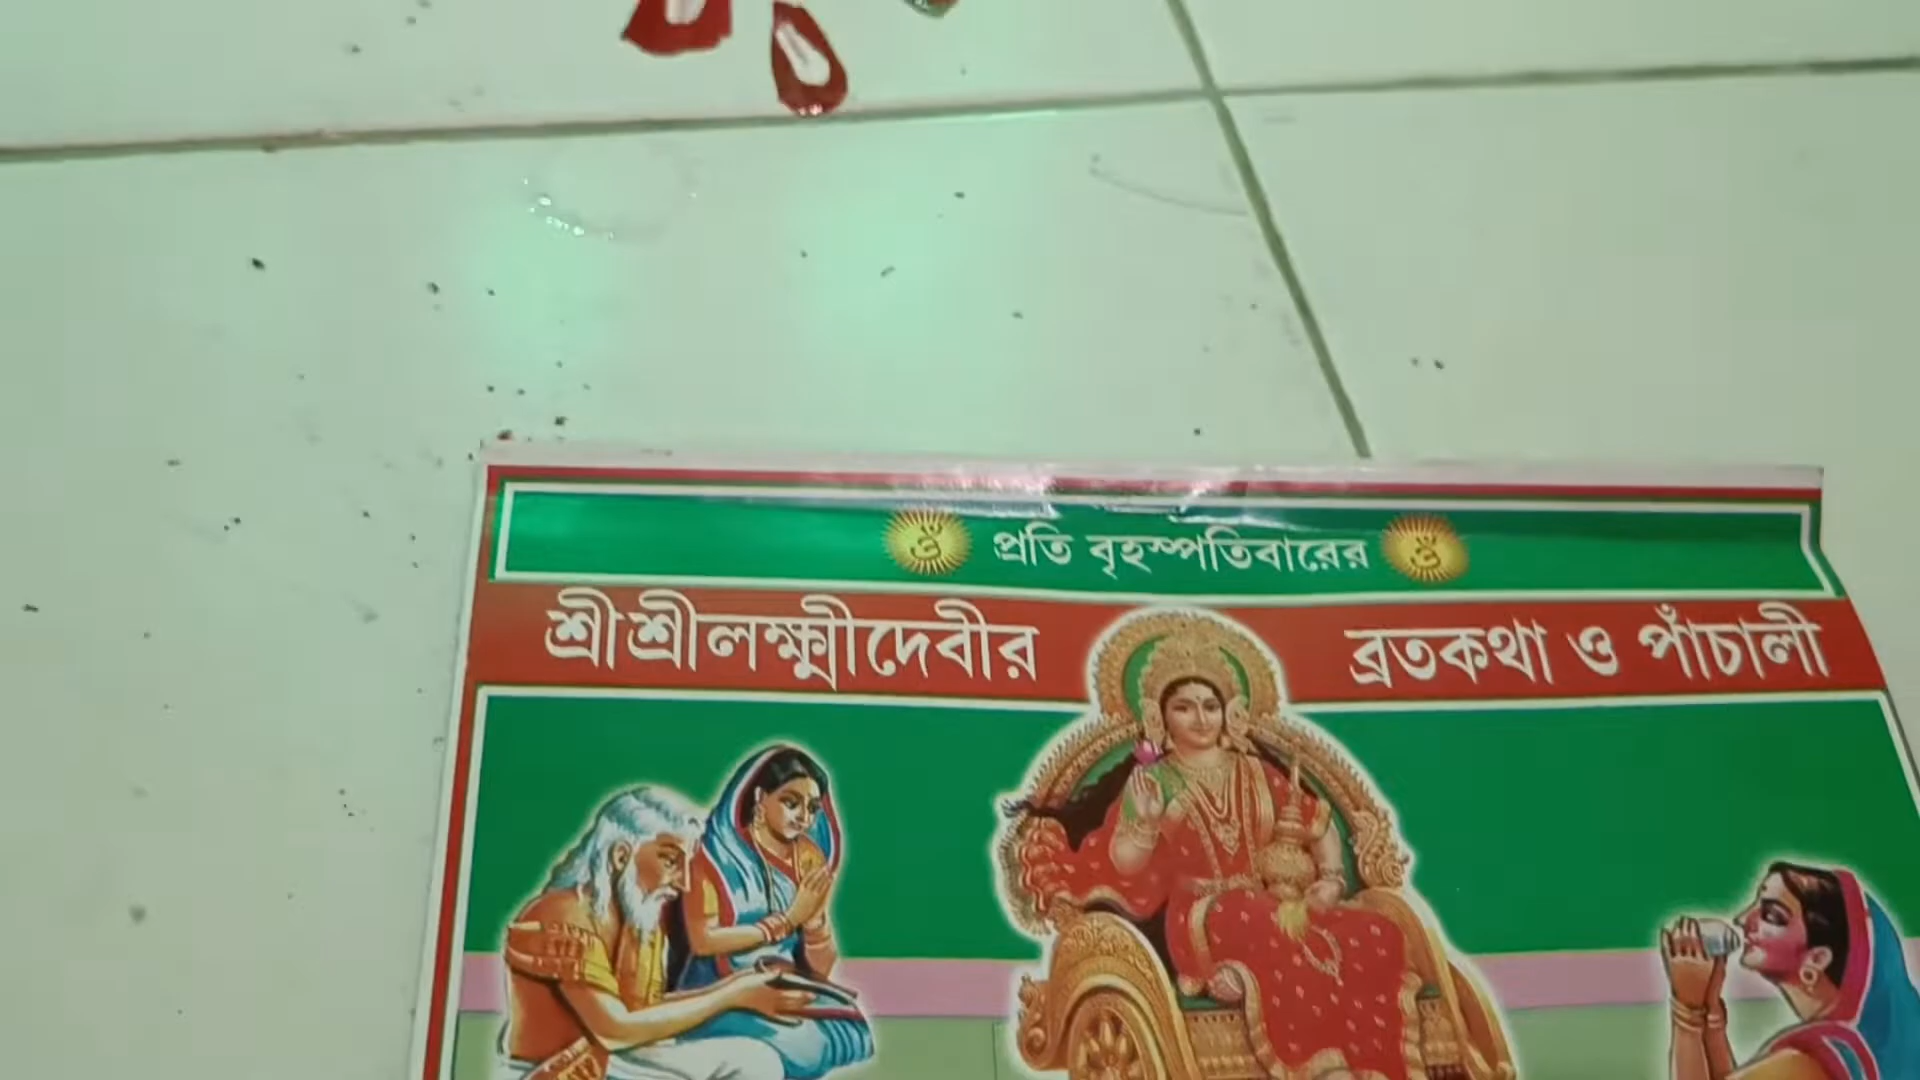 ওঁ প্রতি বৃহস্পতিবারের ওঁ
শ্রীশ্রীলক্ষ্মীদেবীর ব্রতকথা ও পাঁচালী